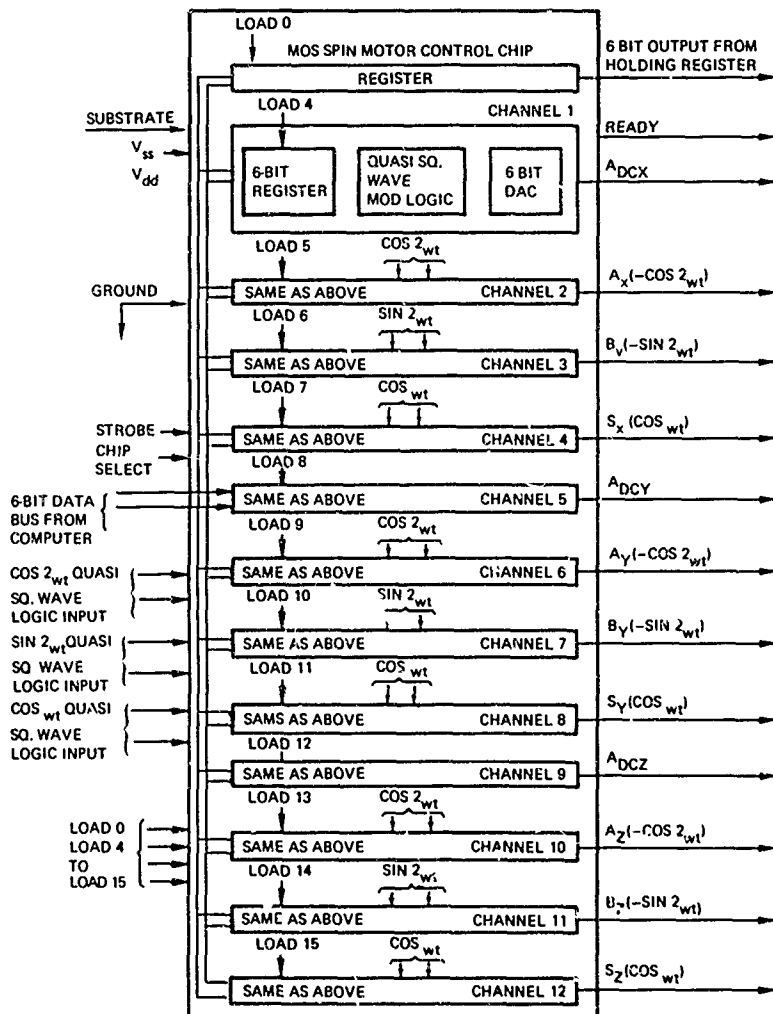 LOAD 0
MOS SPIN MOTOR CONTROL CHIP
6 BIT OUTPUT FROM
HOLDING REGISTER
REGISTER
LOAD 4
CHANNEL 1
SUBSTRATE
READY
Vss
Vdd
6-BIT
REGISTER
QUASI SQ.
WAVE
MOD LOGIC
6 BIT
DAC
ADCX
LOAD 5
COS 2wt
SAME AS ABOVE CHANNEL 2
AX(-COS 2wt)
GROUND
LOAD 6
SIN 2wt
SAME AS ABOVE CHANNEL 3
BV(-SIN 2wt)
LOAD 7
COS wt
SAME AS ABOVE CHANNEL 4
SX(COS wt)
STROBE
CHIP
SELECT
LOAD 8
SAME AS ABOVE CHANNEL 5
ADCY
6-BIT DATA
BUS FROM
COMPUTER
LOAD 9
COS 2wt
SAME AS ABOVE CHANNEL 6
AY(-COS 2wt)
COS 2wt QUASI
SQ. WAVE
LOGIC INPUT
LOAD 10
SIN 2wt
SAME AS ABOVE CHANNEL 7
BY(-SIN 2wt)
SIN 2wt QUASI
SQ WAVE
LOGIC INPUT
LOAD 11
COS wt
SAMS AS ABOVE CHANNEL 8
SY(COS wt)
COS wt QUASI
SQ. WAVE
LOGIC INPUT
LOAD 12
SAME AS ABOVE CHANNEL 9
ADCZ
LOAD 13
COS 2wt
SAME AS ABOVE CHANNEL 10
AZ(-COS 2wt)
LOAD 0
LOAD 4
TO
LOAD 15
LOAD 14
SIN 2wt
SAME AS ABOVE CHANNEL 11
BZ(-SIN 2wt)
LOAD 15
COS wt
SAME AS ABOVE CHANNEL 12
SZ(COS wt)